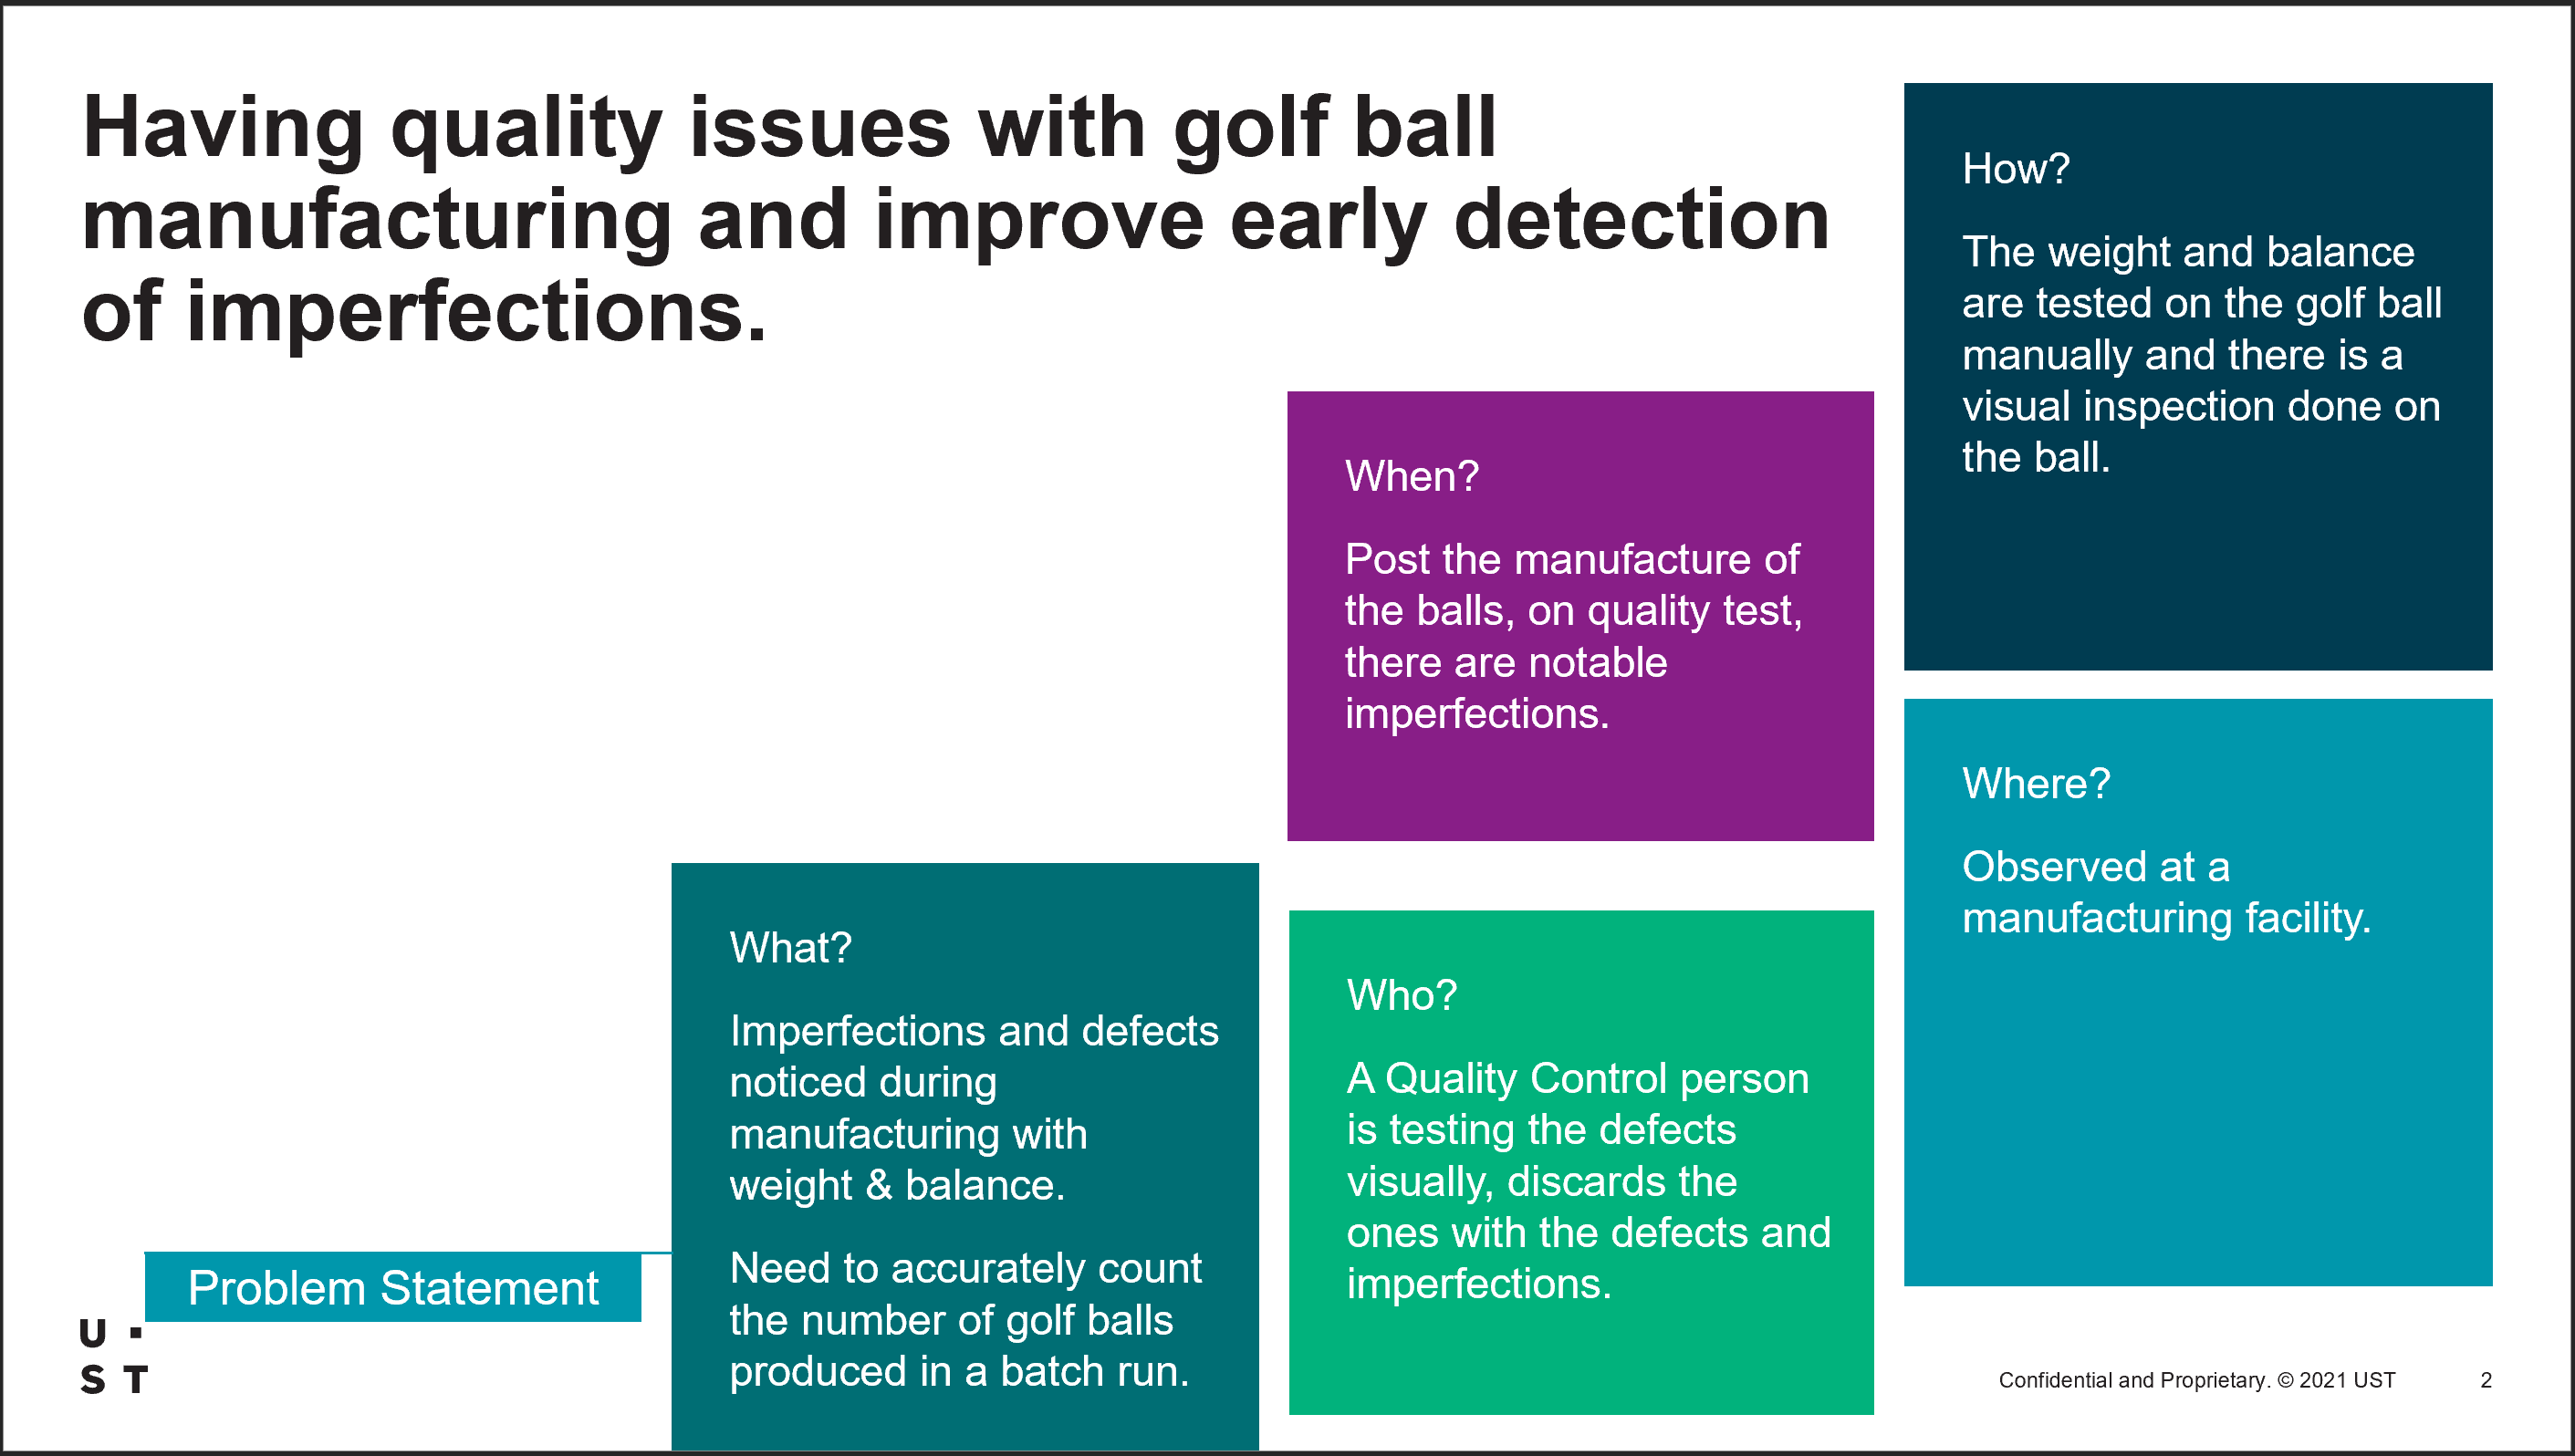 Having quality issues with golf ball
manufacturing and improve early detection
of imperfections.
How?
The weight and balance
are tested on the golf ball
manually and there is a
visual inspection done on
the ball.
When?
Post the manufacture of
the balls, on quality test,
there are notable
imperfections.
Where?
Observed at a
manufacturing facility.
What?
Imperfections and defects
noticed during
manufacturing with
weight & balance.
Need to accurately count
the number of golf balls
produced in a batch run.
Who?
A Quality Control person
is testing the defects
visually, discards the
ones with the defects and
imperfections.
Problem Statement
U ·
S T
Confidential and Proprietary. © 2021 UST
2